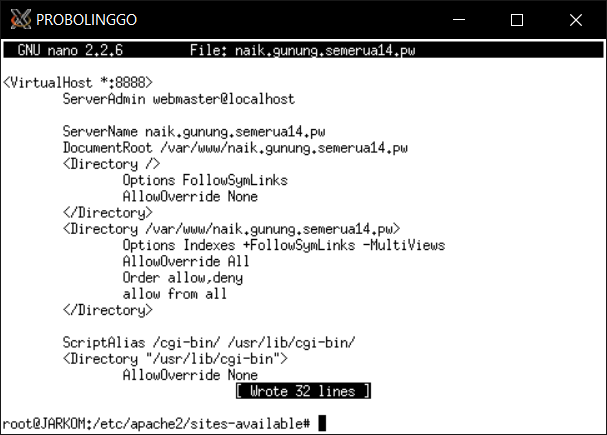 PROBOLINGGO
GNU nano 2.2.6 File: naik.gunung.semerua14.pw
<VirtualHost *:8888>
ServerAdmin webmaster@localhost
ServerName naik.gunung.semerua14.pw
DocumentRoot /var/www/naik.gunung.semerua14.pw
<Directory />
Options FollowSymLinks
AllowOverride None
</Directory>
<Directory /var/www/naik.gunung.semerua14.pw>
Options Indexes +FollowSymLinks -MultiViews
AllowOverride All
Order allow,deny
allow from all
</Directory>
ScriptAlias /cgi-bin/ /usr/lib/cgi-bin/
<Directory "/usr/lib/cgi-bin">
AllowOverride None
[ Wrote 32 lines ]
root@JARKOM:/etc/apache2/sites-available#